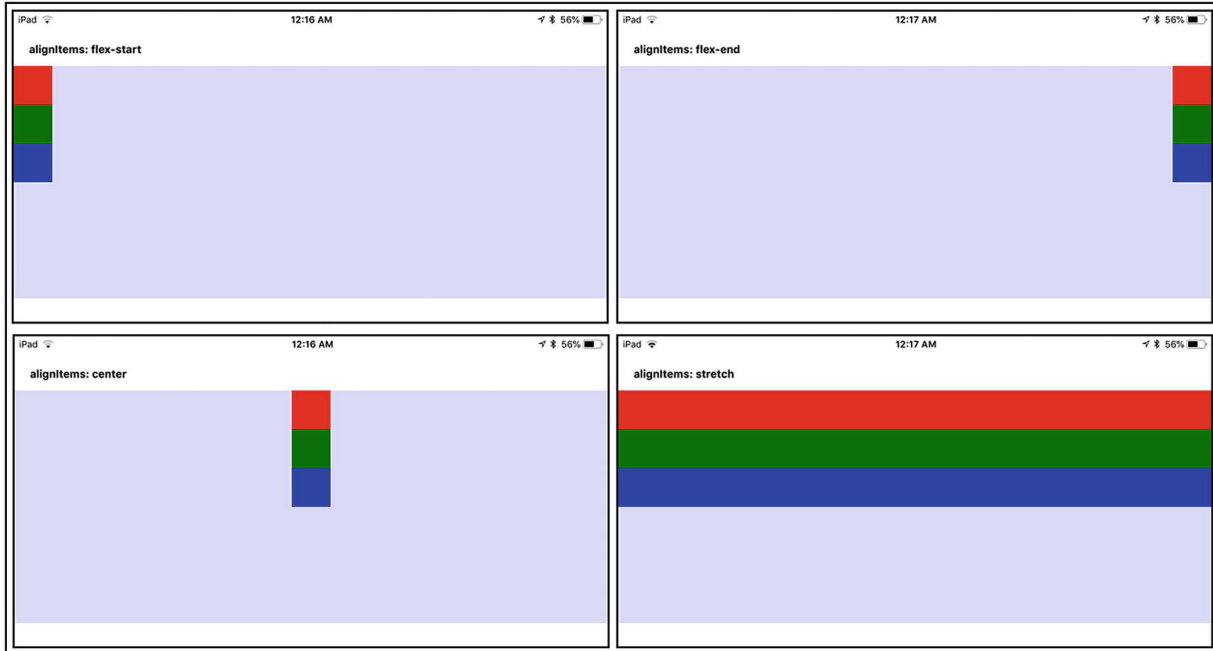 iPad 12:16 AM 56%
alignItems: flex-start
iPad 12:17 AM 56%
alignItems: flex-end
iPad 12:16 AM 56%
alignItems: center
iPad 12:17 AM 56%
alignItems: stretch